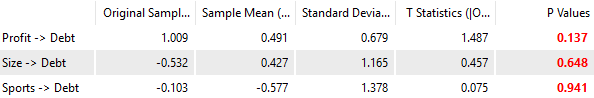 Original Sampl... Sample Mean (... Standard Devia... T Statistics (|O... P Values
Profit -> Debt 1.009 0.491 0.679 1.487 0.137
Size -> Debt -0.532 0.427 1.165 0.457 0.648
Sports -> Debt -0.103 -0.577 1.378 0.075 0.941